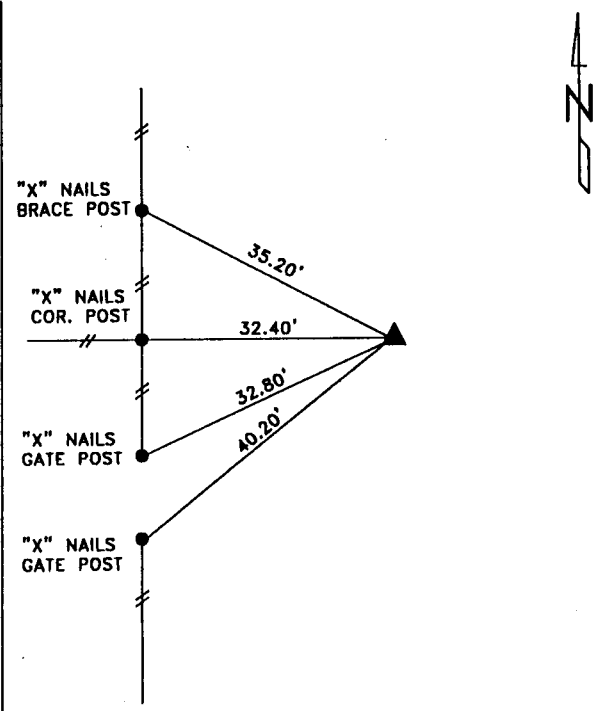 N
"X" NAILS
BRACE POST
35.20'
"X" NAILS
COR. POST
32.40'
32.80'
40.20'
"X" NAILS
GATE POST
"X" NAILS
GATE POST